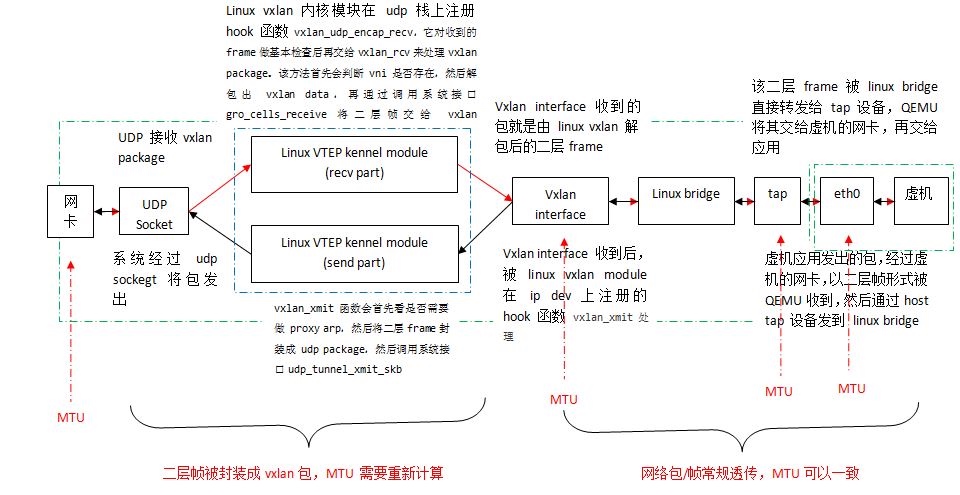 Linux vxlan 内核模块在 udp 栈上注册
hook 函数 vxlan_udp_encap_recv，它对收到的
frame 做基本检查后再交给 vxlan_rcv 来处理 vxlan
package。该方法首先会判断 vni 是否存在，然后解
包出 vxlan data，再通过调用系统接口
gro_cells_receive 将二层帧交给 vxlan
UDP 接收 vxlan
package
Vxlan interface 收到的
包就是由 linux vxlan 解
包后的二层 frame
该二层 frame 被 linux bridge
直接转发给 tap 设备，QEMU
将其交给虚机的网卡，再交给
应用
网
卡
UDP
Socket
Linux VTEP kennel module
(recv part)
Linux VTEP kennel module
(send part)
Vxlan
interface
Linux bridge
tap
eth0
虚机
系统经过 udp
sockegt 将包发
出
vxlan_xmit 函数会首先看是否需要
做 proxy arp，然后将二层 frame 封
装成 udp package，然后调用系统接
口 udp_tunnel_xmit_skb
Vxlan interface 收到后，
被 linux vxlan module
在 ip dev 上注册的
hook 函数 vxlan_xmit 处
理
虚机应用发出的包，经过虚
机的网卡，以二层帧形式被
QEMU 收到，然后通过 host
tap 设备发到 linux bridge
MTU
MTU
MTU
MTU
二层帧被封装成 vxlan 包，MTU 需要重新计算
网络包/帧常规透传，MTU 可以一致